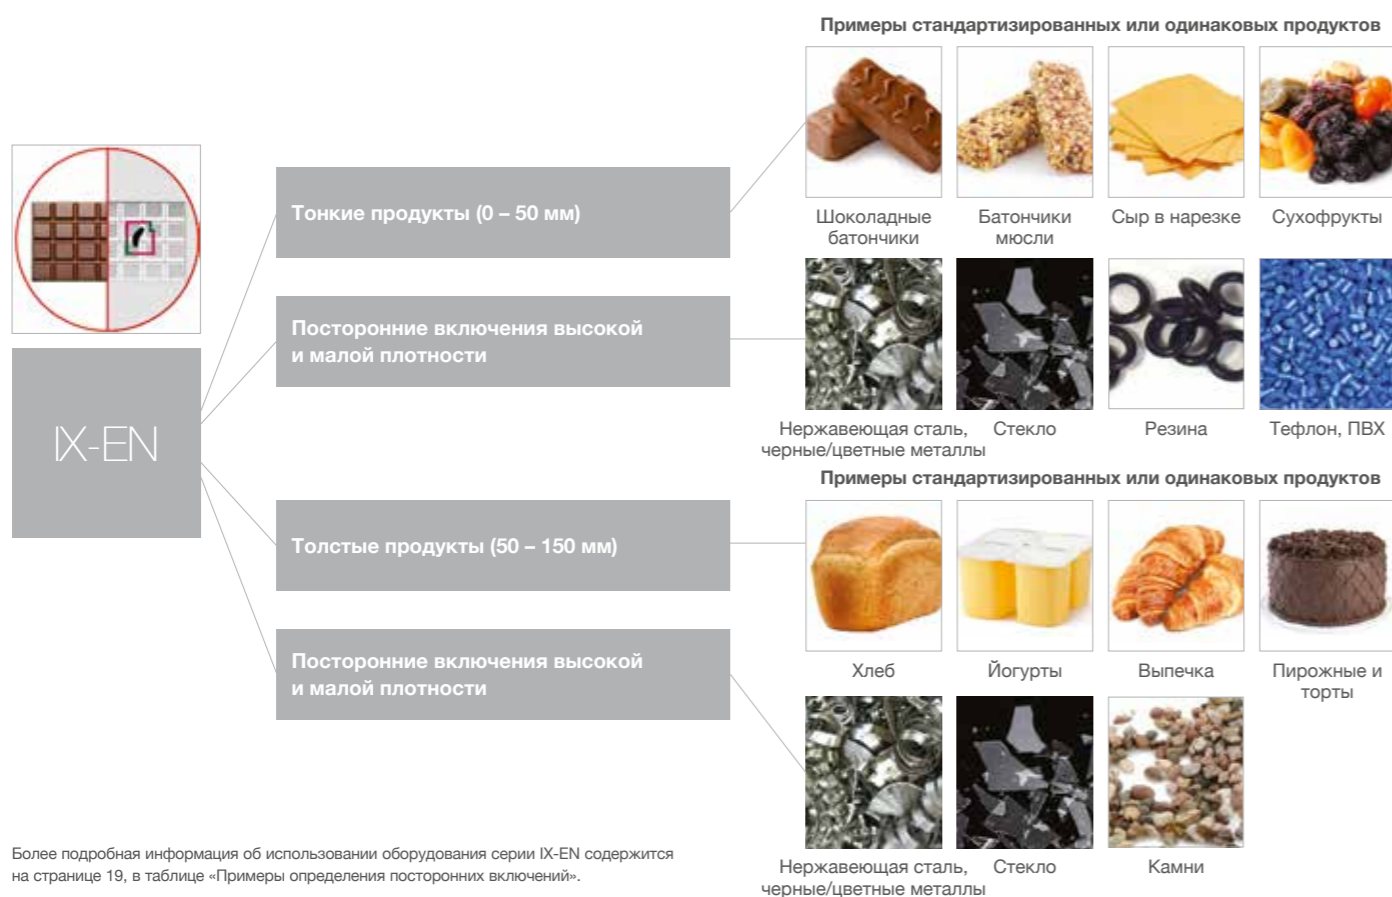 Примеры стандартизированных или одинаковых продуктов
Шоколадные
батончики
Батончики
мюсли
Сыр в нарезке
Сухофрукты
Тонкие продукты (0 – 50 мм)
Посторонние включения высокой
и малой плотности
Нержавеющая сталь,
черные/цветные металлы
Стекло
Резина
Тефлон, ПВХ
IX-EN
Примеры стандартизированных или одинаковых продуктов
Толстые продукты (50 – 150 мм)
Хлеб
Йогурты
Выпечка
Пирожные и
торты
Посторонние включения высокой
и малой плотности
Нержавеющая сталь,
черные/цветные металлы
Стекло
Камни
Более подробная информация об использовании оборудования серии IX-EN содержится
на странице 19, в таблице «Примеры определения посторонних включений».